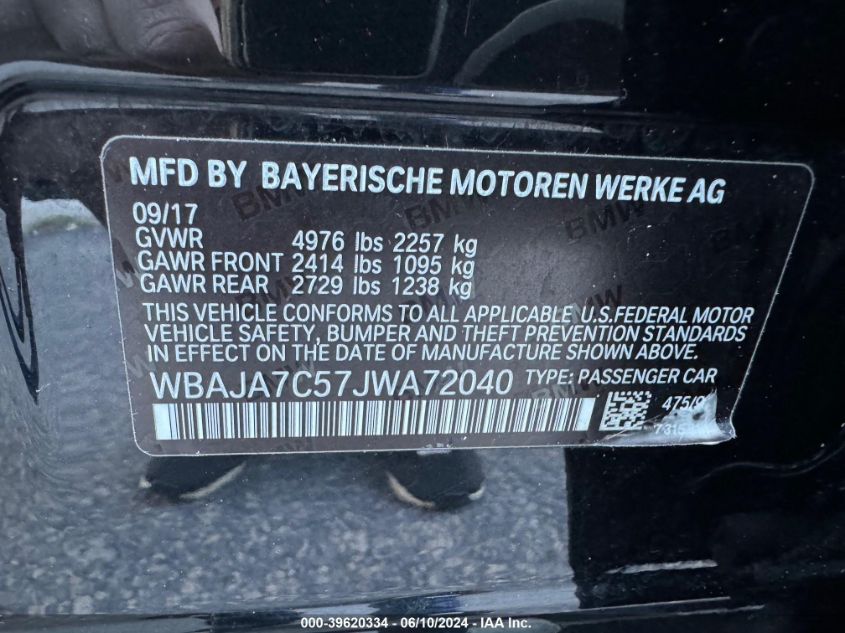 MFD BY BAYERISCHE MOTOREN WERKE AG
09/17
GVWR 4976 lbs 2257 kg
GAWR FRONT 2414 lbs 1095 kg
GAWR REAR 2729 lbs 1238 kg
THIS VEHICLE CONFORMS TO ALL APPLICABLE U.S.FEDERAL MOTOR
VEHICLE SAFETY, BUMPER AND THEFT PREVENTION STANDARDS
IN EFFECT ON THE DATE OF MANUFACTURE SHOWN ABOVE.
WBAJA7C57JWA72040 TYPE: PASSENGER CAR
000-39620334 - 06/10/2024 - IAA Inc.